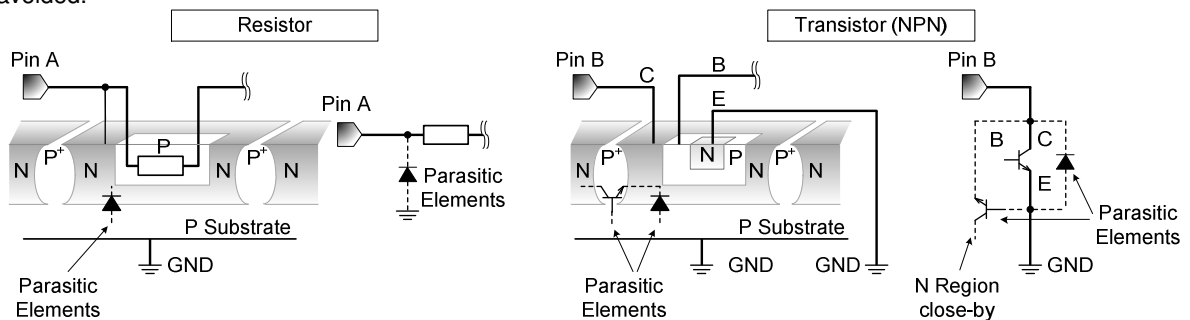 avoided.
Resistor
Transistor (NPN)
Pin A
Pin A
Pin B
C
B
E
Pin B
N
P+
N
P
N
P+
N
Parasitic
Elements
P Substrate
GND
Parasitic
Elements
N
P+
N
N
P
N
P+
N
P Substrate
GND
GND
Parasitic
Elements
B
C
E
Parasitic
Elements
GND
N Region
close-by